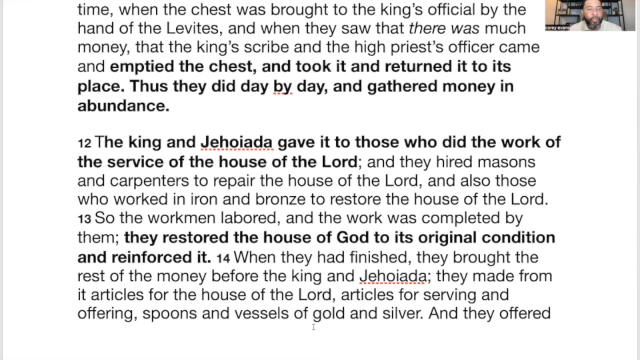 time, when the chest was brought to the king's official by the
hand of the Levites, and when they saw that there was much
money, that the king's scribe and the high priest's officer came
and emptied the chest, and took it and returned it to its
place. Thus they did day by day, and gathered money in
abundance.
12 The king and Jehoiada gave it to those who did the work of
the service of the house of the Lord; and they hired masons
and carpenters to repair the house of the Lord, and also those
who worked in iron and bronze to restore the house of the Lord.
13 So the workmen labored, and the work was completed by
them; they restored the house of God to its original condition
and reinforced it. 14 When they had finished, they brought the
rest of the money before the king and Jehoiada; they made from
it articles for the house of the Lord, articles for serving and
offering, spoons and vessels of gold and silver. And they offered